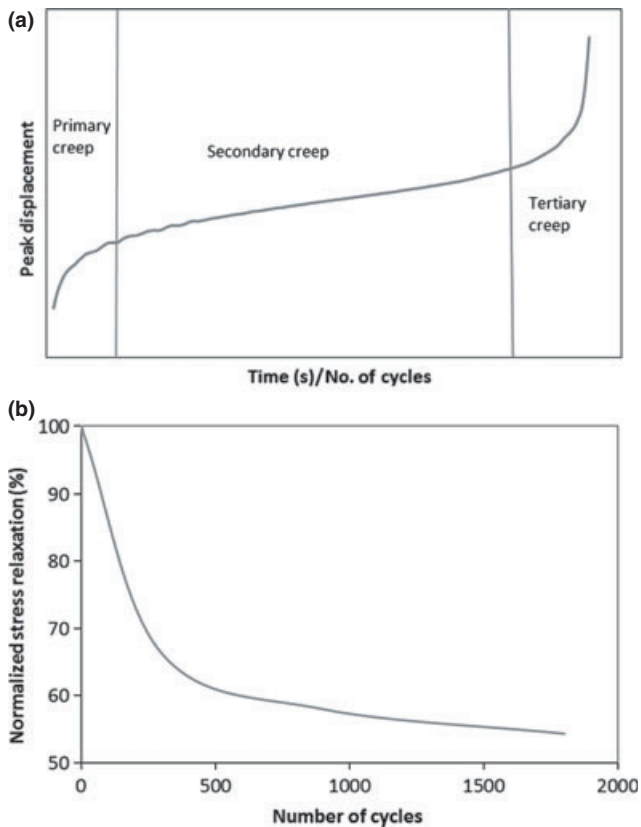 (a)
Primary
creep
Secondary creep
Tertiary
creep
Peak displacement
Time (s)/No. of cycles
(b)
100
90
80
70
60
50
Normalized stress relaxation (%)
0
500
1000
1500
2000
Number of cycles